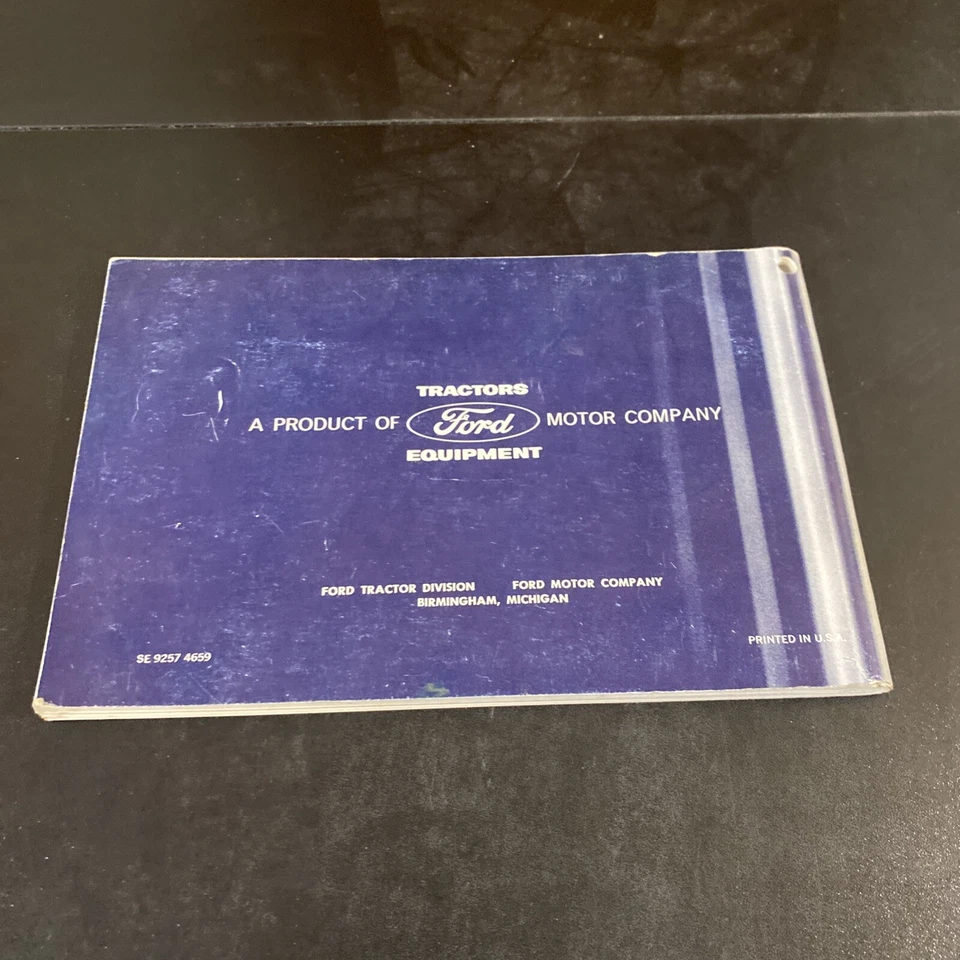 TRACTORS
A PRODUCT OF Ford MOTOR COMPANY
EQUIPMENT
FORD TRACTOR DIVISION FORD MOTOR COMPANY
BIRMINGHAM, MICHIGAN
PRINTED IN U.S.A.
SE 9257 4659